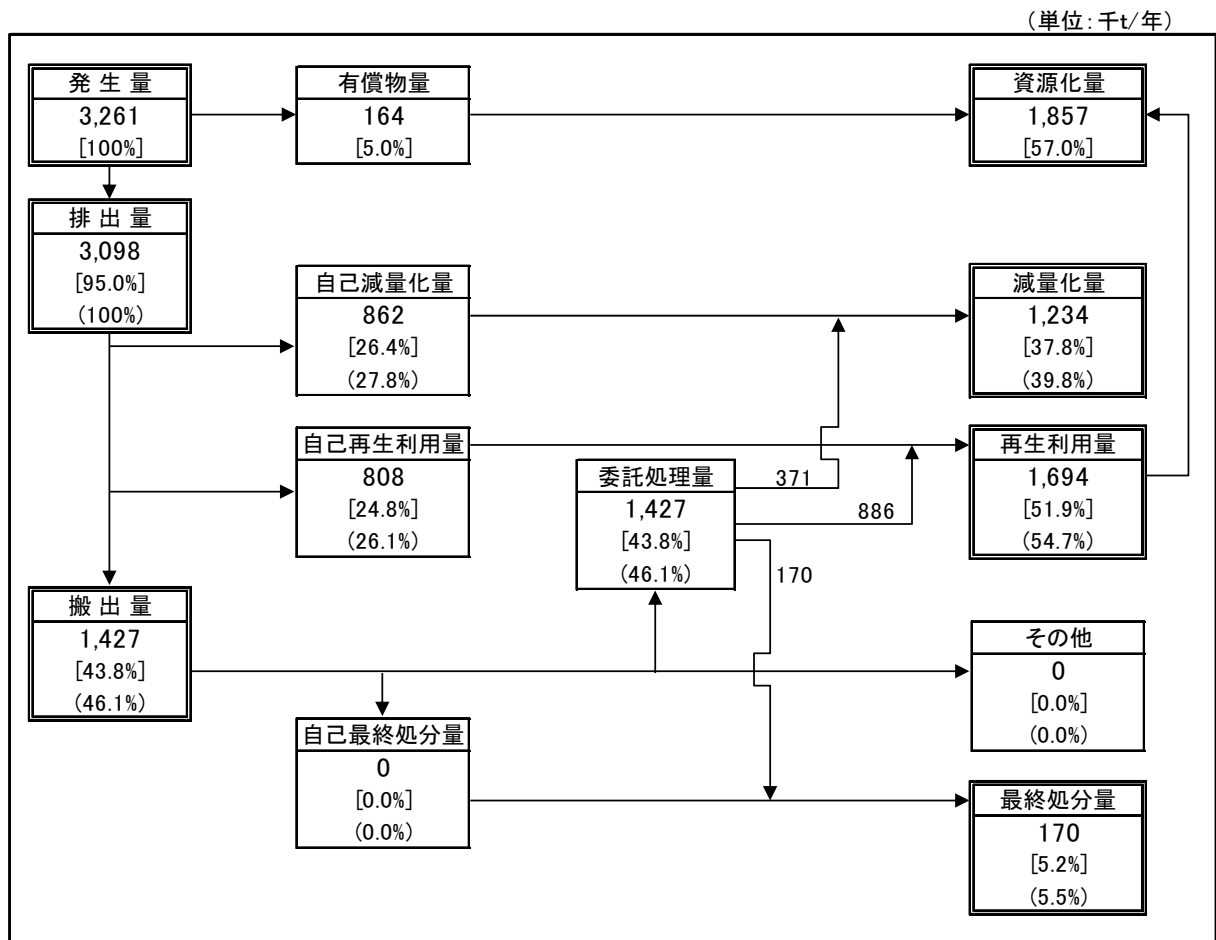 （単位：千t/年）
発 生 量
3,261
[100%]
有償物量
164
[5.0%]
資源化量
1,857
[57.0%]
排 出 量
3,098
[95.0%]
(100%)
自己減量化量
862
[26.4%]
(27.8%)
減量化量
1,234
[37.8%]
(39.8%)
自己再生利用量
808
[24.8%]
(26.1%)
委託処理量
1,427
[43.8%]
(46.1%)
371
886
170
再生利用量
1,694
[51.9%]
(54.7%)
搬 出 量
1,427
[43.8%]
(46.1%)
その他
0
[0.0%]
(0.0%)
自己最終処分量
0
[0.0%]
(0.0%)
最終処分量
170
[5.2%]
(5.5%)